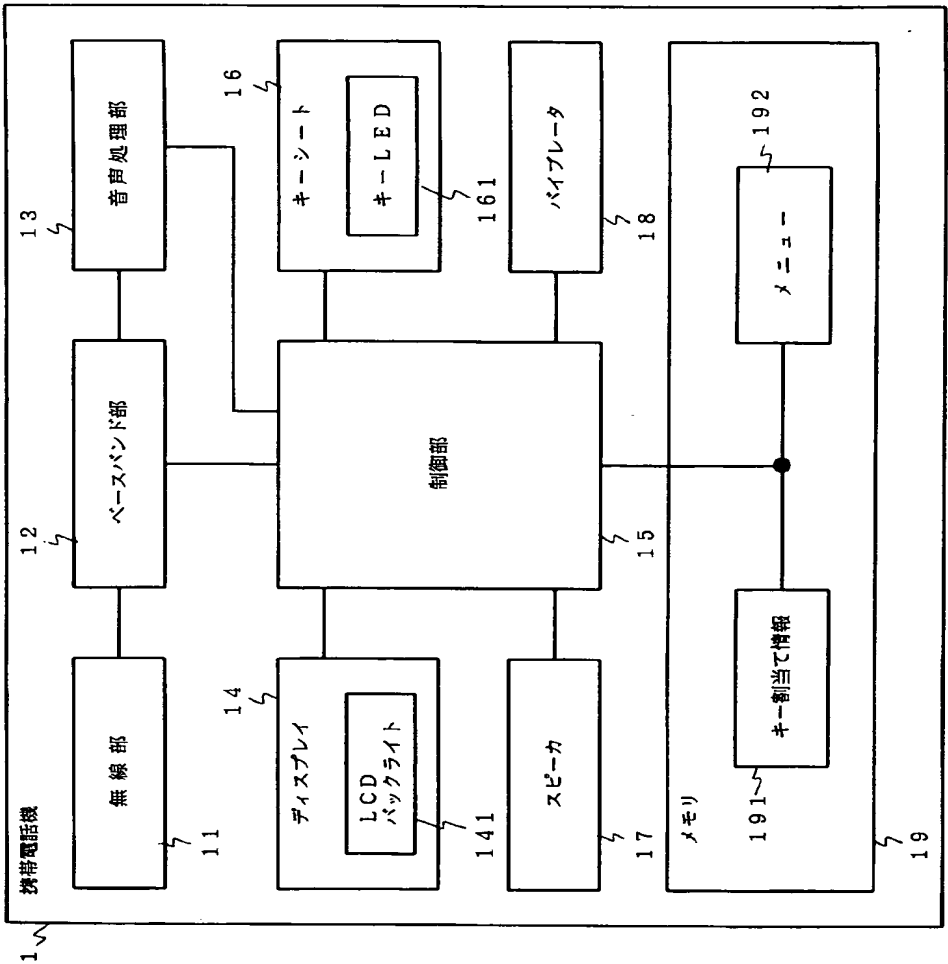 1
携帯電話機
無線部
11
ベースバンド部
12
音声処理部
13
ディスプレイ
14
LCD
バックライト
141
制御部
15
キーシート
16
キーLED
161
スピーカ
17
バイブレータ
18
メモリ
19
キー割当て情報
191
メニュー
192